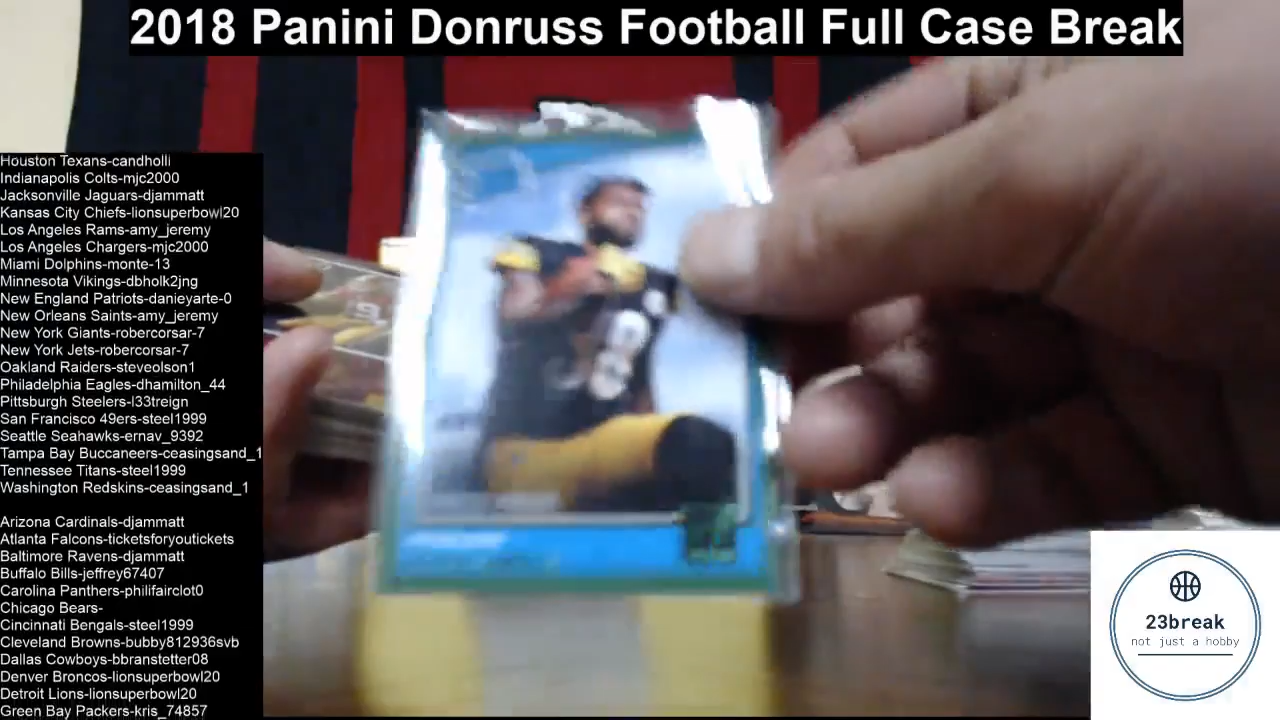 2018 Panini Donruss Football Full Case Break
Houston Texans-candholli
Indianapolis Colts-mjc2000
Jacksonville Jaguars-djammatt
Kansas City Chiefs-lionsuperbowl20
Los Angeles Rams-amy_jeremy
Los Angeles Chargers-mjc2000
Miami Dolphins-monte-13
Minnesota Vikings-dbholk2jng
New England Patriots-danieyarte-0
New Orleans Saints-amy_jeremy
New York Giants-robercorsar-7
New York Jets-robercorsar-7
Oakland Raiders-steveolson1
Philadelphia Eagles-dhamilton_44
Pittsburgh Steelers-l33treign
San Francisco 49ers-steel1999
Seattle Seahawks-ernav_9392
Tampa Bay Buccaneers-ceasingsand_1
Tennessee Titans-steel1999
Washington Redskins-ceasingsand_1
Arizona Cardinals-djammatt
Atlanta Falcons-ticketsforyoutickets
Baltimore Ravens-djammatt
Buffalo Bills-jeffrey67407
Carolina Panthers-philifairclot0
Chicago Bears-
Cincinnati Bengals-steel1999
Cleveland Browns-bubby812936svb
Dallas Cowboys-bbranstetter08
Denver Broncos-lionsuperbowl20
Detroit Lions-lionsuperbowl20
Green Bay Packers-kris_74857
23break
not just a hobby